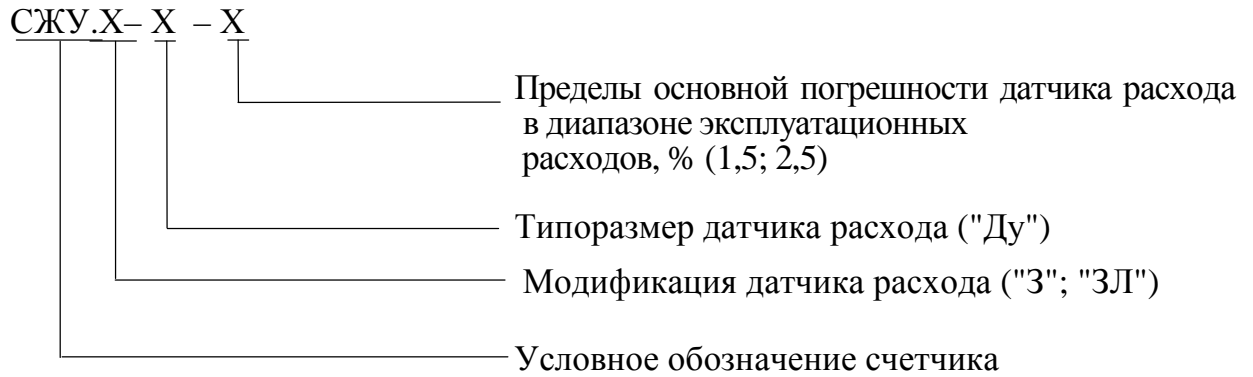 СЖУ.Х– Х – Х
Пределы основной погрешности датчика расхода
в диапазоне эксплуатационных
расходов, % (1,5; 2,5)
Типоразмер датчика расхода ("Ду")
Модификация датчика расхода ("З"; "ЗЛ")
Условное обозначение счетчика